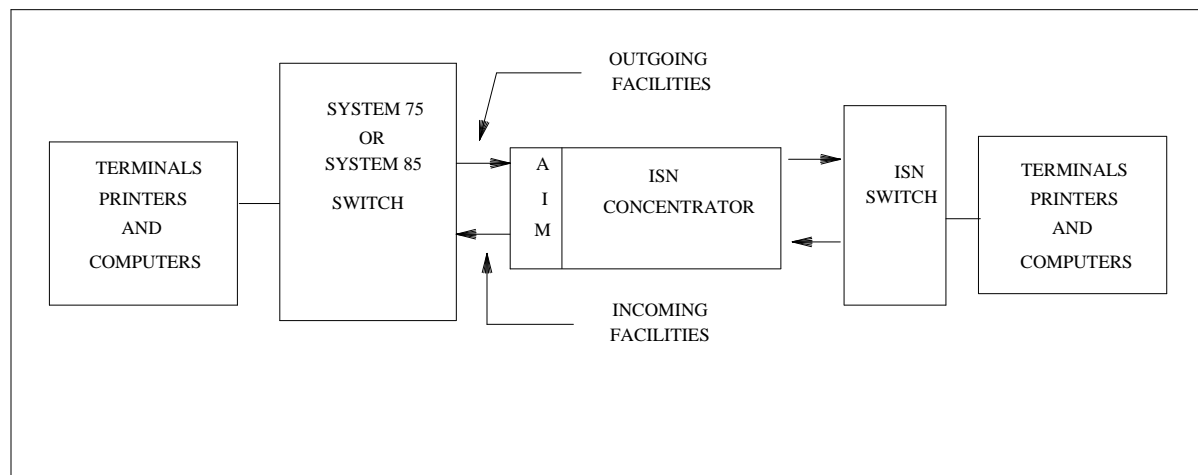 OUTGOING
FACILITIES
TERMINALS
PRINTERS
AND
COMPUTERS
SYSTEM 75
OR
SYSTEM 85
SWITCH
A
I
M
ISN
CONCENTRATOR
ISN
SWITCH
TERMINALS
PRINTERS
AND
COMPUTERS
INCOMING
FACILITIES